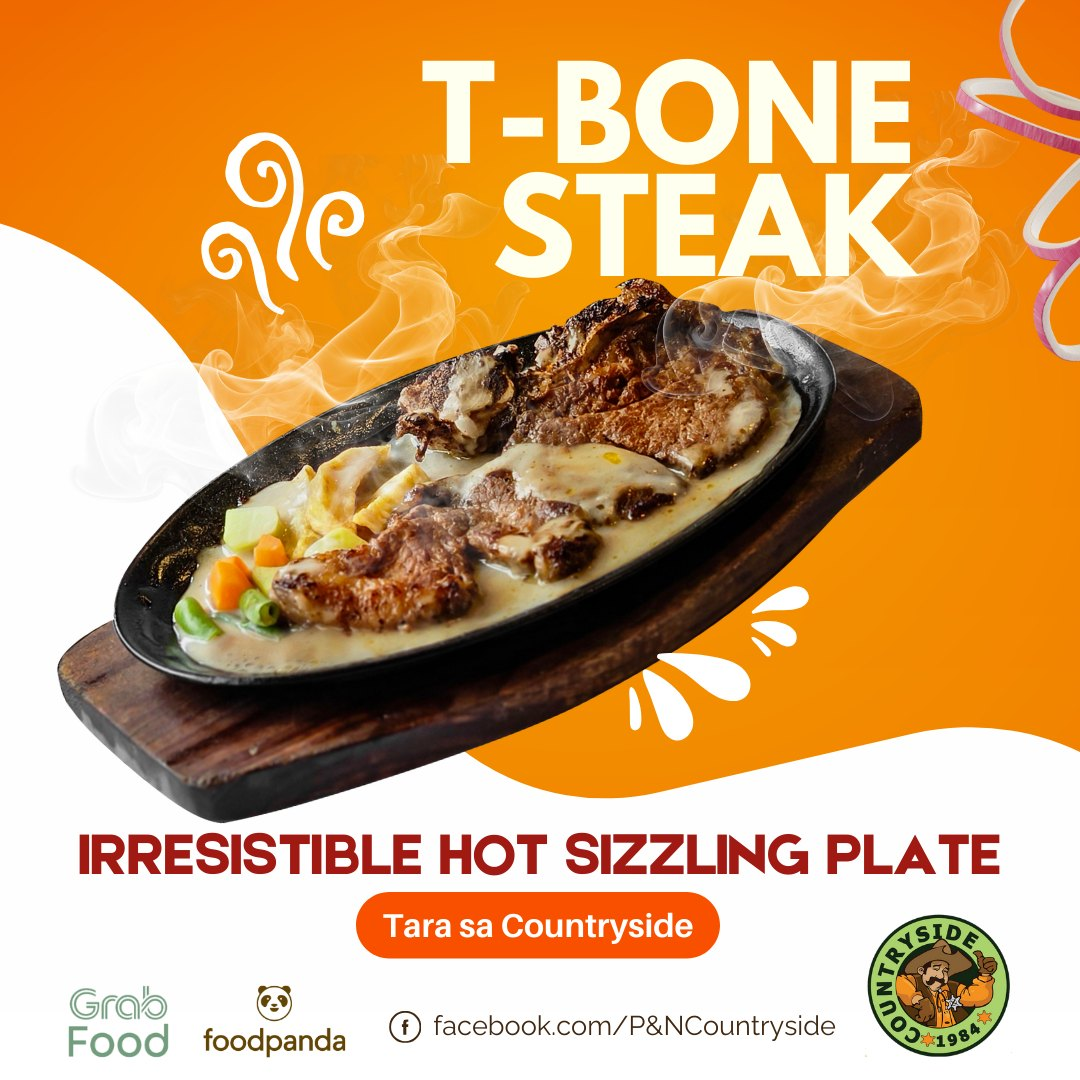 T-BONE
STEAK
IRRESISTIBLE HOT SIZZLING PLATE
Tara sa Countryside
Grab
Food
foodpanda
facebook.com/P&NCountryside
COUNTRYSIDE
1984